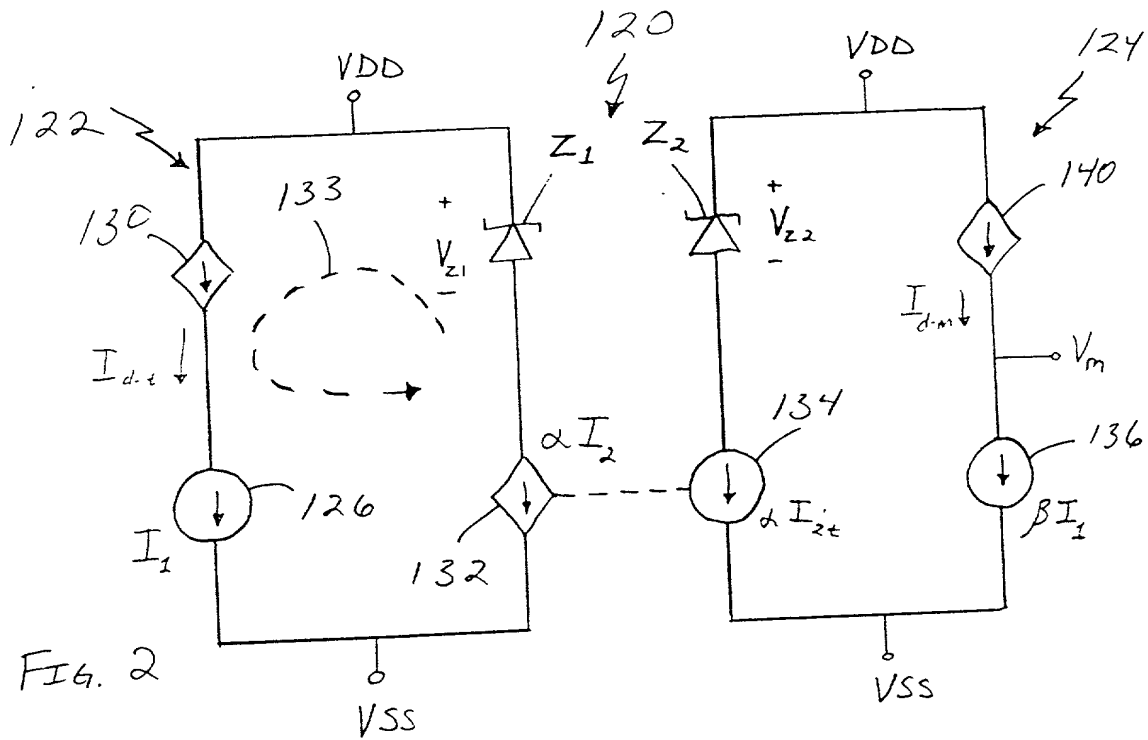 120
VDD
VDD
124
122
Z1
Z2
133
130
+
Vz1
-
+
Vz2
-
140
Id-t
Id-m
Vm
αI2
134
126
136
I1
132
αI2t
βI1
FIG. 2
VSS
VSS